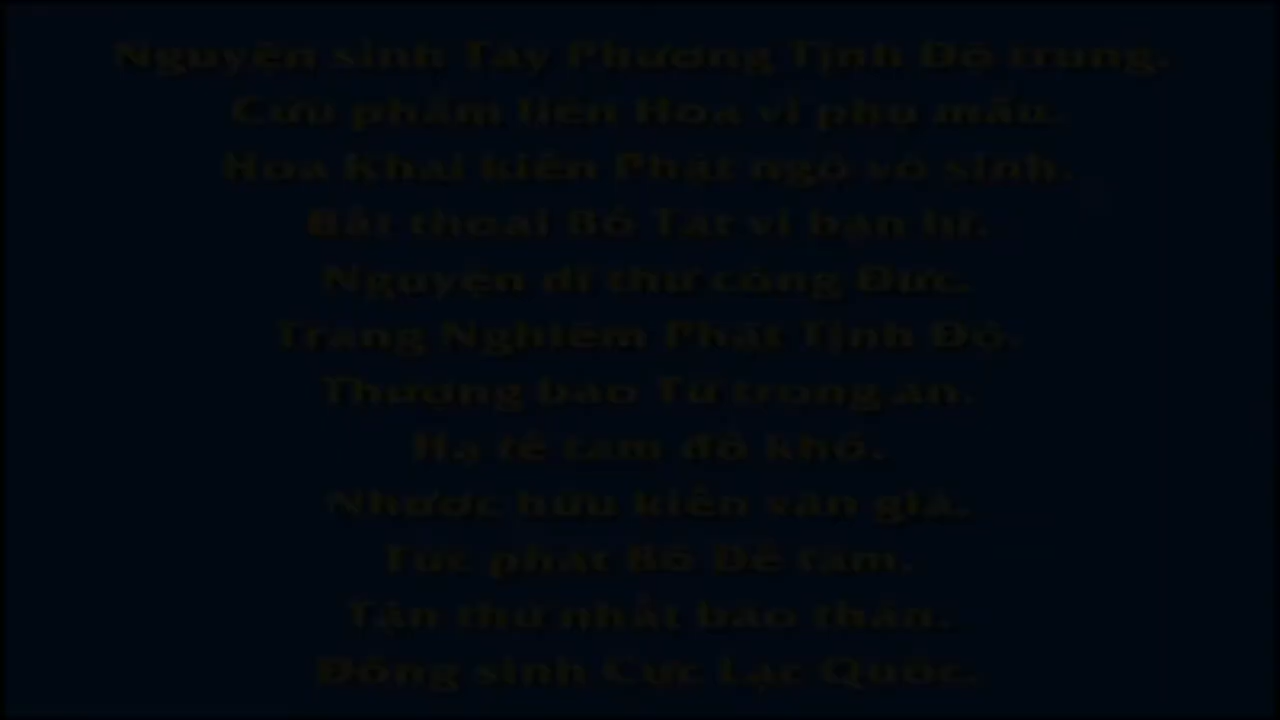 Nguyện sinh Tây Phương Tịnh Độ trung.
Cửu phẩm liên Hoa vi phụ mẫu.
Hoa Khai kiến Phật ngộ vô sinh.
Bất thoái Bồ Tát vi bạn lữ.
Nguyện dĩ thử công Đức.
Trang Nghiêm Phật Tịnh Độ.
Thượng báo Tứ trọng ân.
Hạ tế tam đồ khổ.
Nhược hữu kiến văn giả.
Tức phát Bồ Đề tâm.
Tận thử nhất báo thân.
Đồng sinh Cực Lạc Quốc.